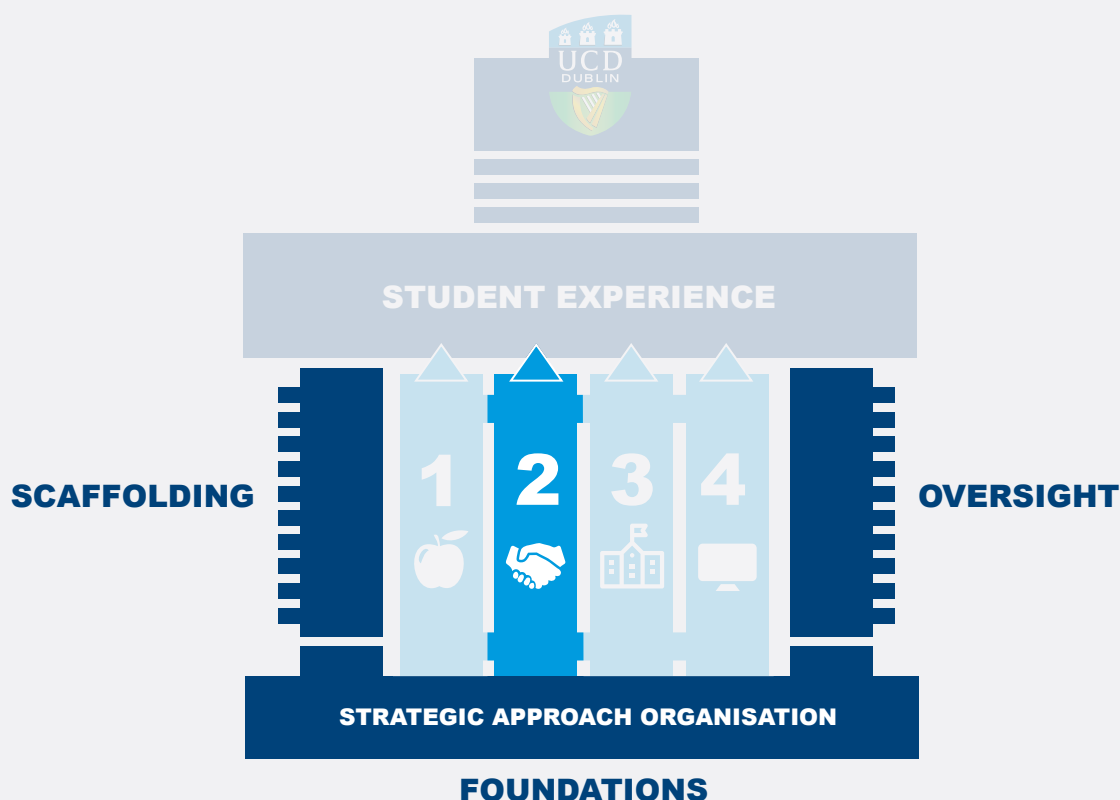 UCD
DUBLIN
STUDENT EXPERIENCE
1
2
3
4
SCAFFOLDING
OVERSIGHT
STRATEGIC APPROACH ORGANISATION
FOUNDATIONS